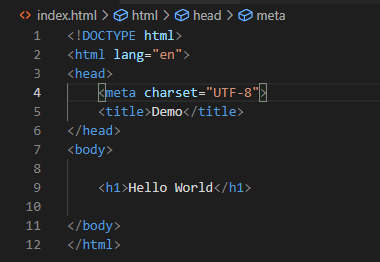 index.html > html > head > meta
1 <!DOCTYPE html>
2 <html lang="en">
3 <head>
4 <meta charset="UTF-8">
5 <title>Demo</title>
6 </head>
7 <body>
8
9 <h1>Hello World</h1>
10
11 </body>
12 </html>